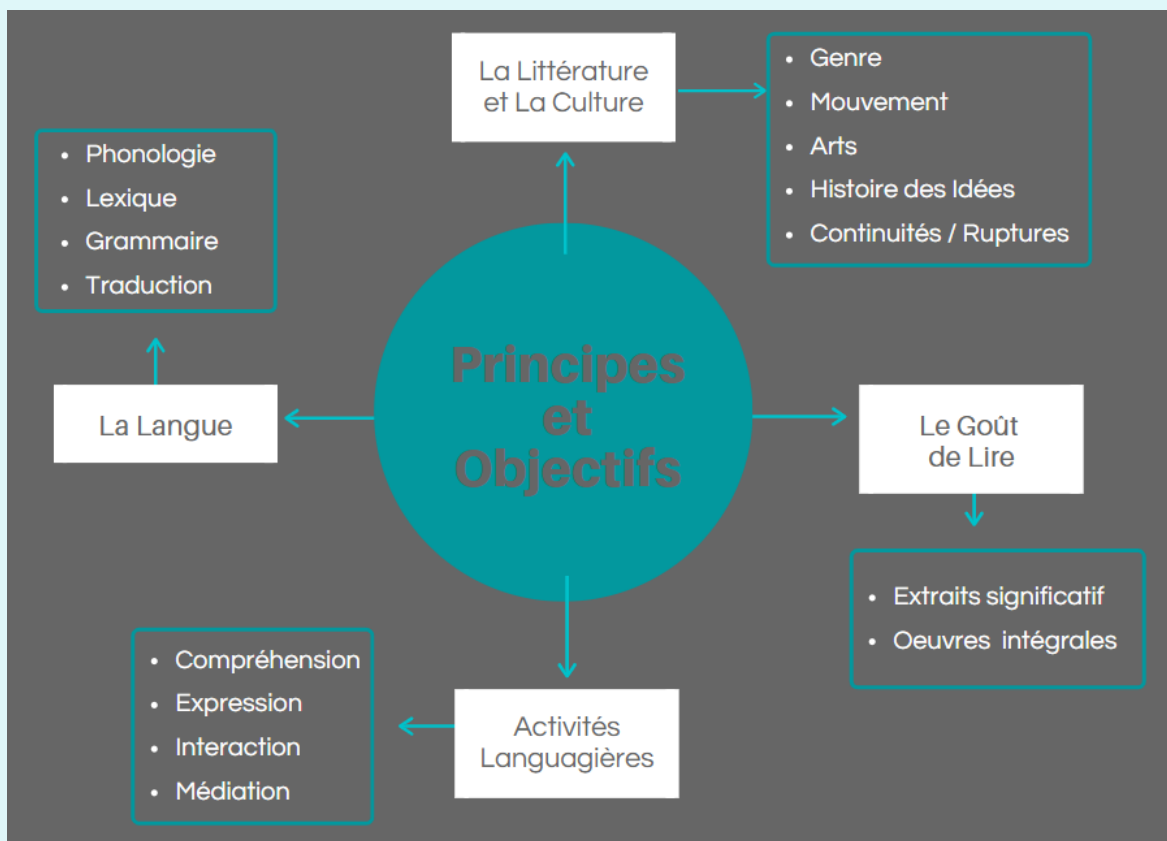 La Littérature
et La Culture
• Genre
• Mouvement
• Arts
• Histoire des Idées
• Continuités / Ruptures
• Phonologie
• Lexique
• Grammaire
• Traduction
La Langue
Principes
et
Objectifs
Le Goût
de Lire
• Extraits significatif
• Oeuvres intégrales
• Compréhension
• Expression
• Interaction
• Médiation
Activités
Languagières